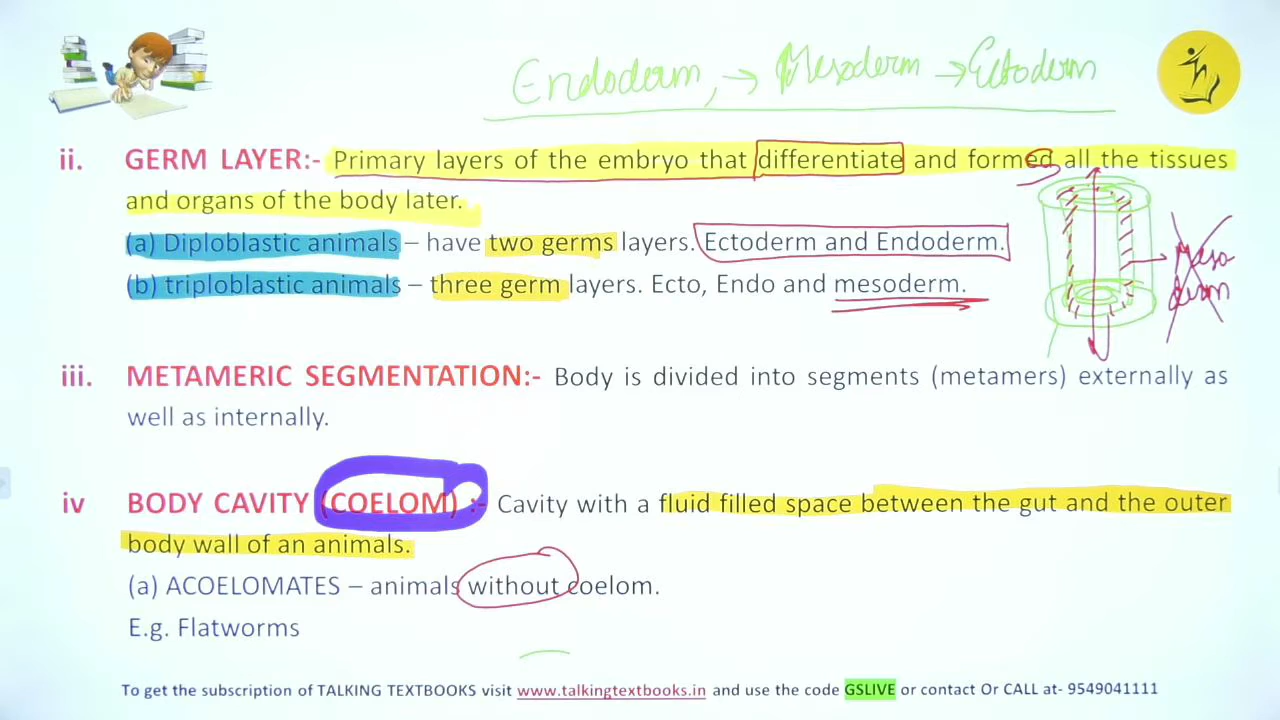 Endoderm, → Mesoderm → Ectoderm
ii. GERM LAYER:- Primary layers of the embryo that differentiate and formed all the tissues
and organs of the body later.
(a) Diploblastic animals – have two germs layers. Ectoderm and Endoderm.
(b) triploblastic animals – three germ layers. Ecto, Endo and mesoderm.
Meso
derm
iii. METAMERIC SEGMENTATION:- Body is divided into segments (metamers) externally as
well as internally.
iv BODY CAVITY (COELOM) :- Cavity with a fluid filled space between the gut and the outer
body wall of an animals.
(a) ACOELOMATES – animals without coelom.
E.g. Flatworms
To get the subscription of TALKING TEXTBOOKS visit www.talkingtextbooks.in and use the code GSLIVE or contact Or CALL at- 9549041111